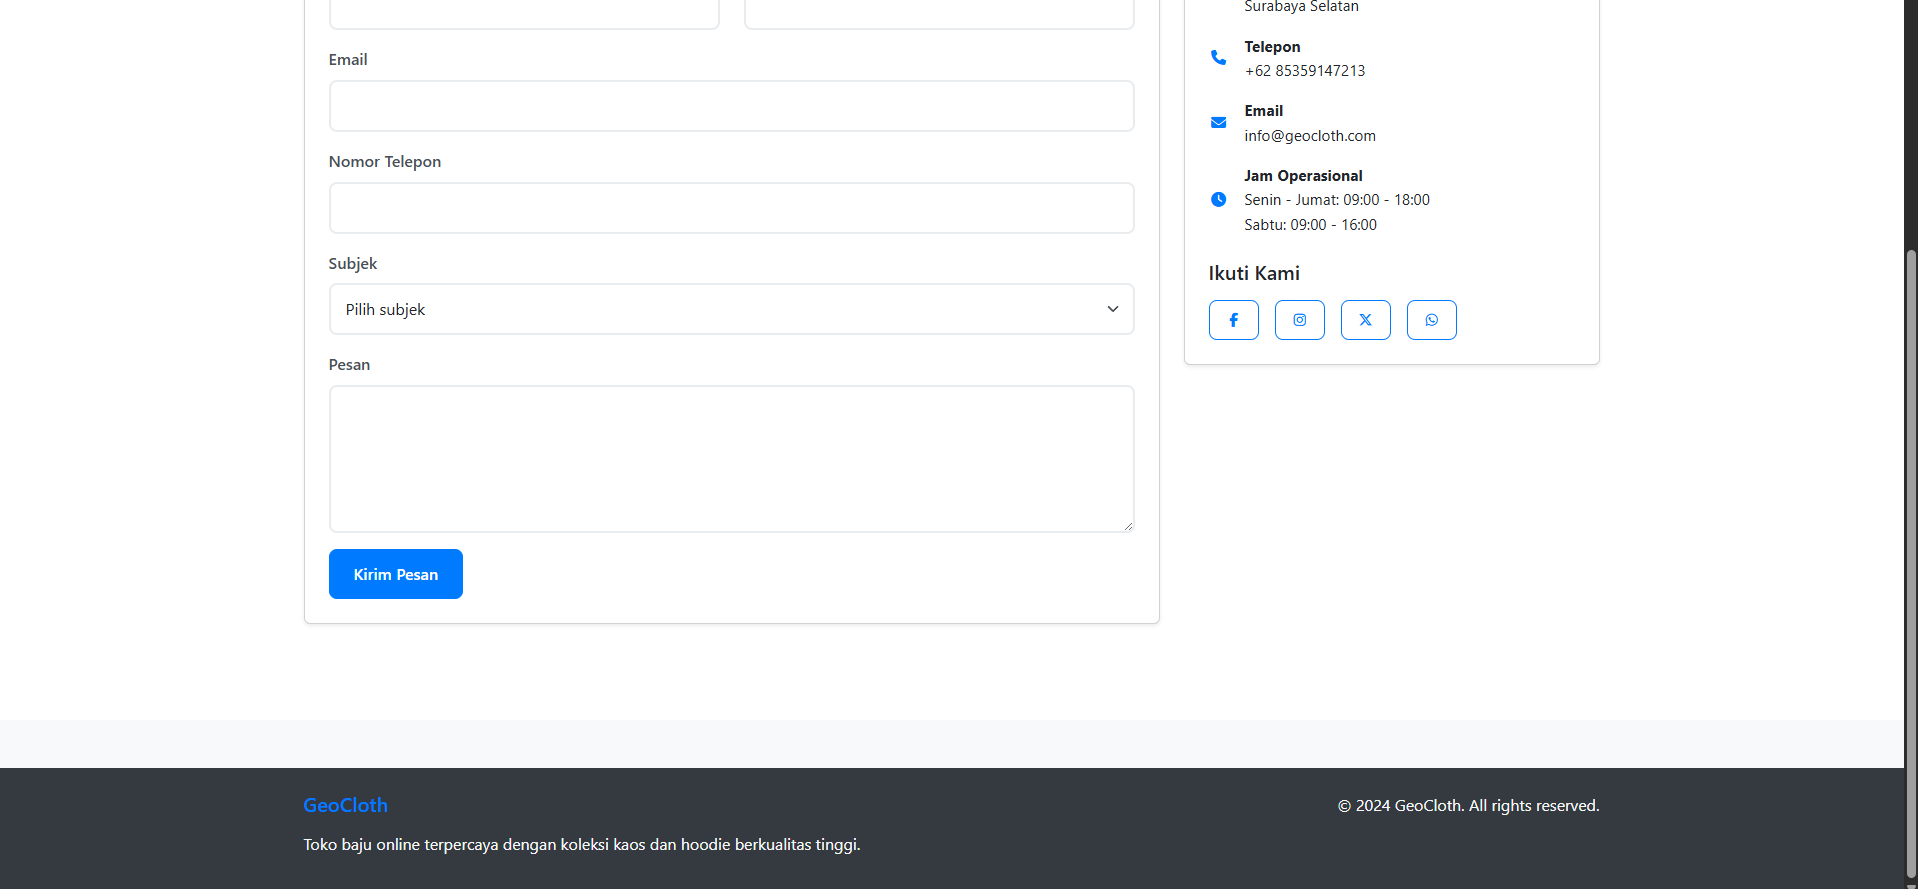 Email
Nomor Telepon
Subjek
Pilih subjek
Pesan
Kirim Pesan
Surabaya Selatan
Telepon
+62 85359147213
Email
info@geocloth.com
Jam Operasional
Senin - Jumat: 09:00 - 18:00
Sabtu: 09:00 - 16:00
Ikuti Kami
GeoCloth
Toko baju online terpercaya dengan koleksi kaos dan hoodie berkualitas tinggi.
© 2024 GeoCloth. All rights reserved.